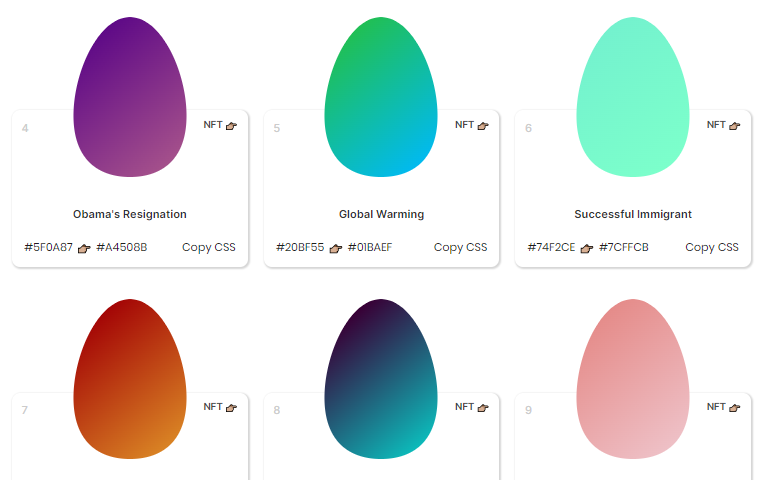 4
NFT
Obama's Resignation
#5F0A87 #A4508B Copy CSS
5
NFT
Global Warming
#20BF55 #01BAEF Copy CSS
6
NFT
Successful Immigrant
#74F2CE #7CFFCB Copy CSS
7
NFT
8
NFT
9
NFT